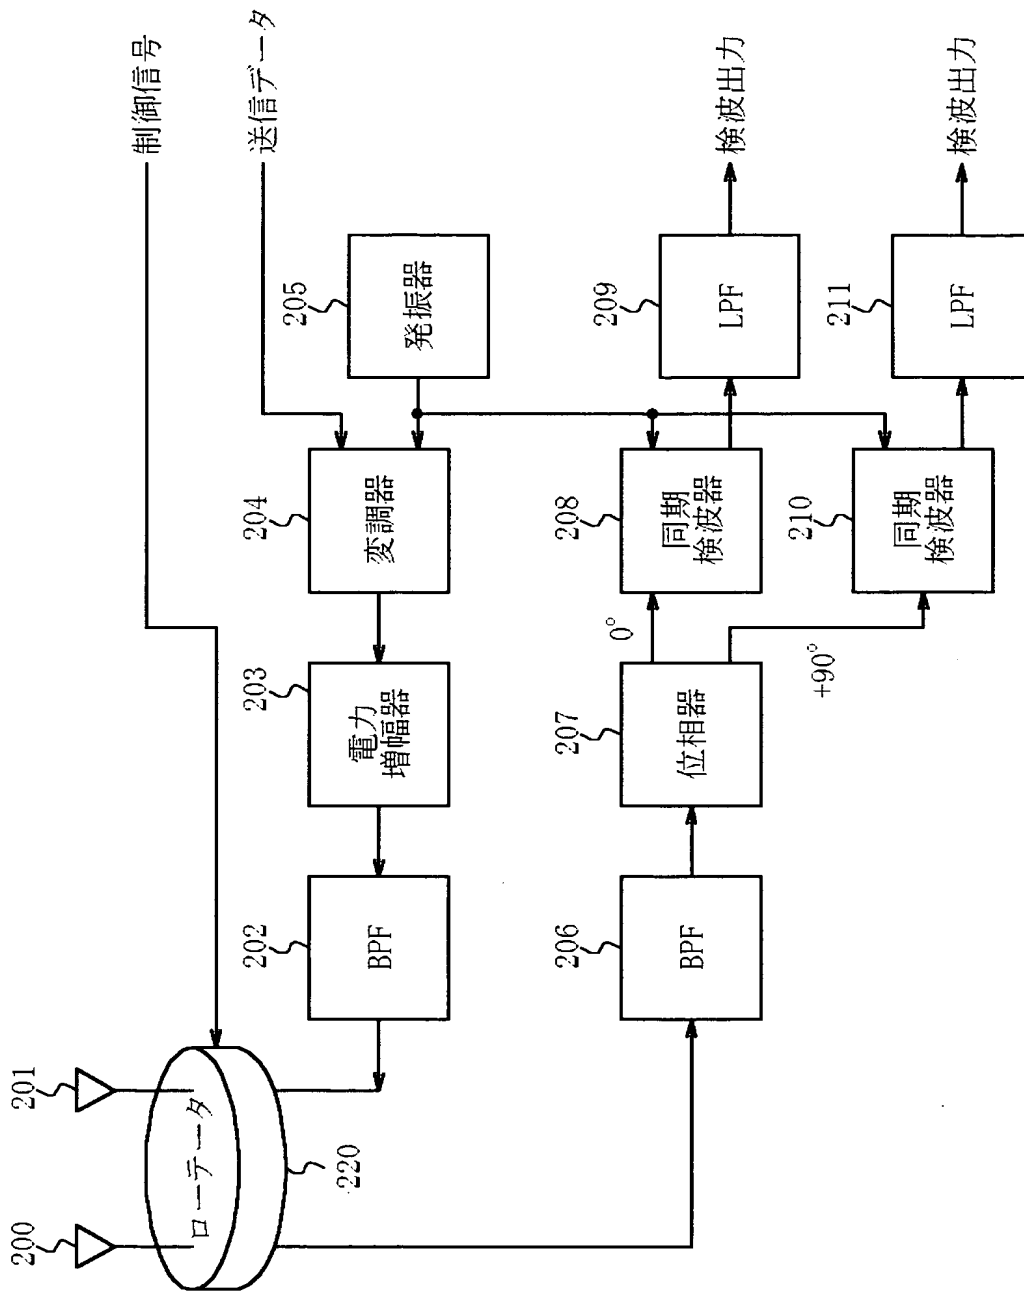 制御信号
送信データ
201
200
ローテータ
220
202
BPF
203
電力
増幅器
204
変調器
205
発振器
206
BPF
207
位相器
0°
+90°
208
同期
検波器
209
LPF
検波出力
210
同期
検波器
211
LPF
検波出力